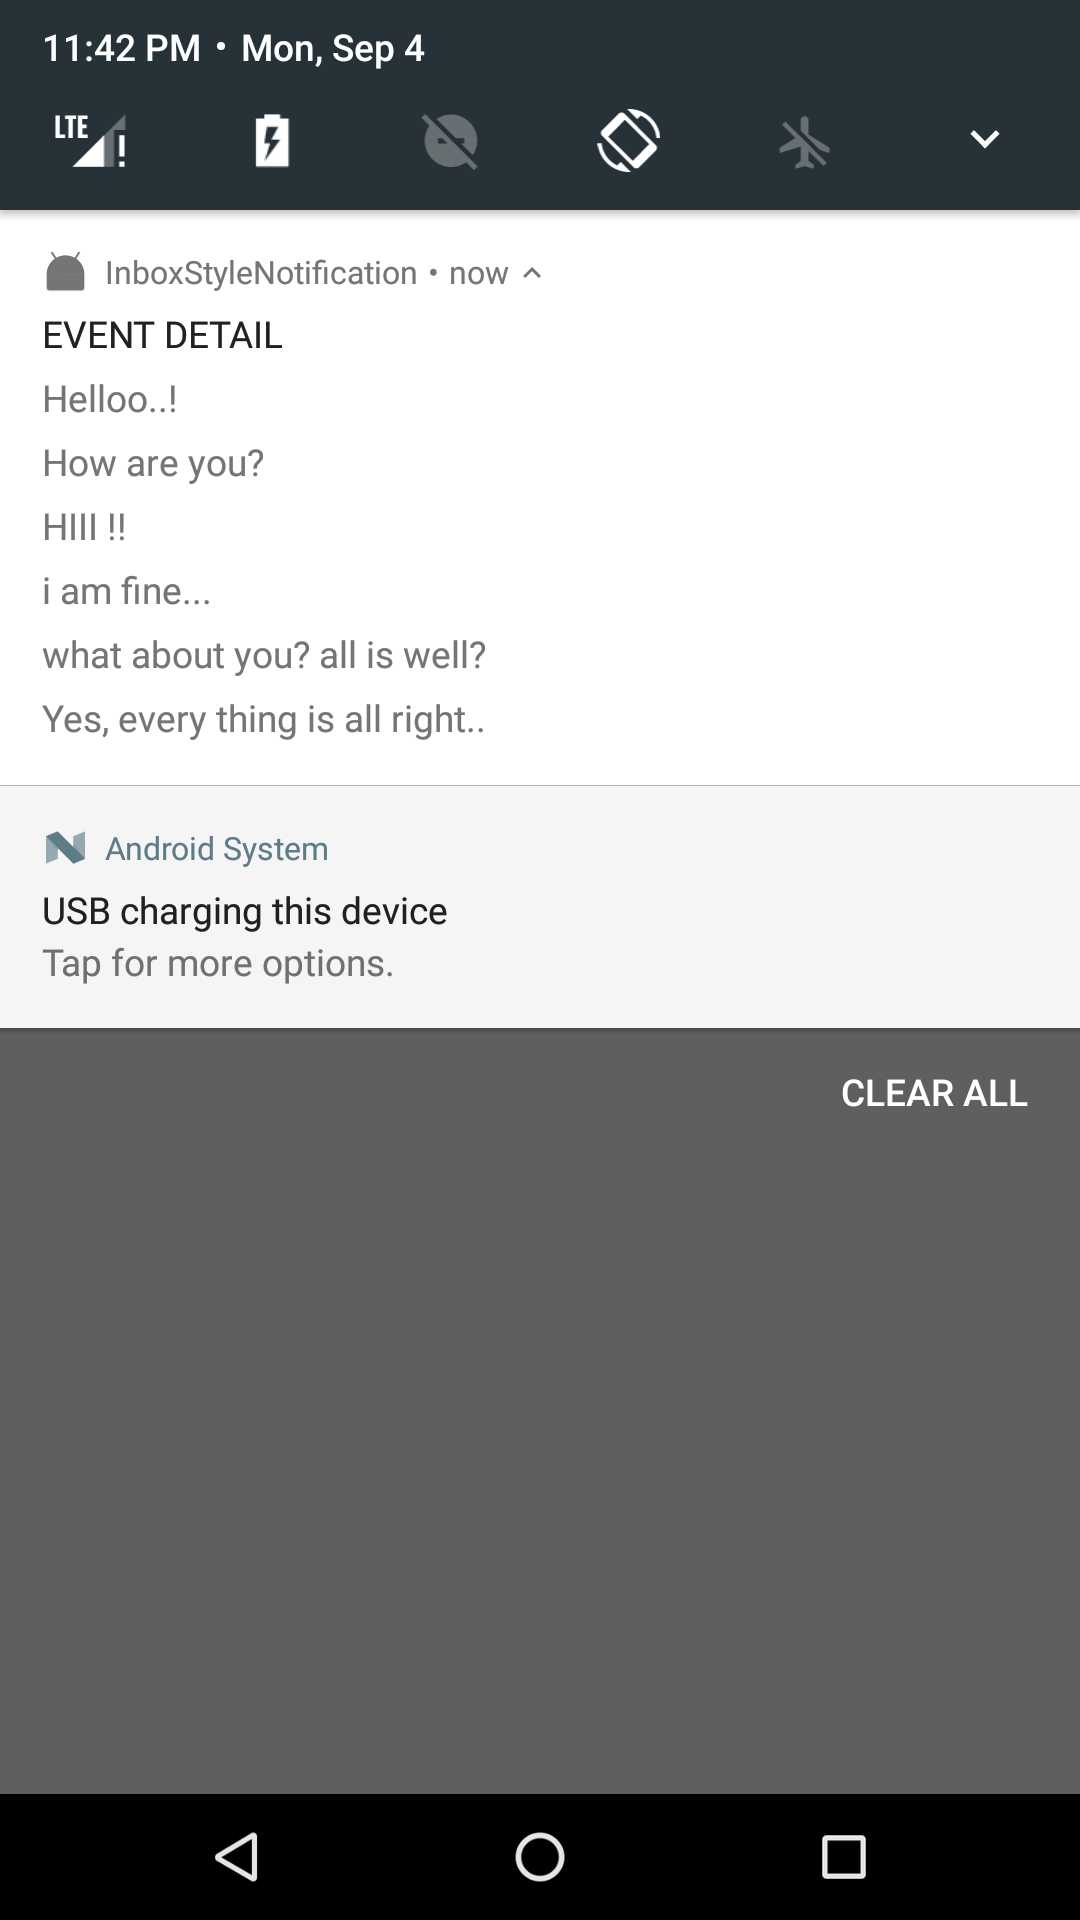 11:42 PM • Mon, Sep 4
LTE
InboxStyleNotification • now
EVENT DETAIL
Helloo..!
How are you?
HIII !!
i am fine...
what about you? all is well?
Yes, every thing is all right..
Android System
USB charging this device
Tap for more options.
CLEAR ALL